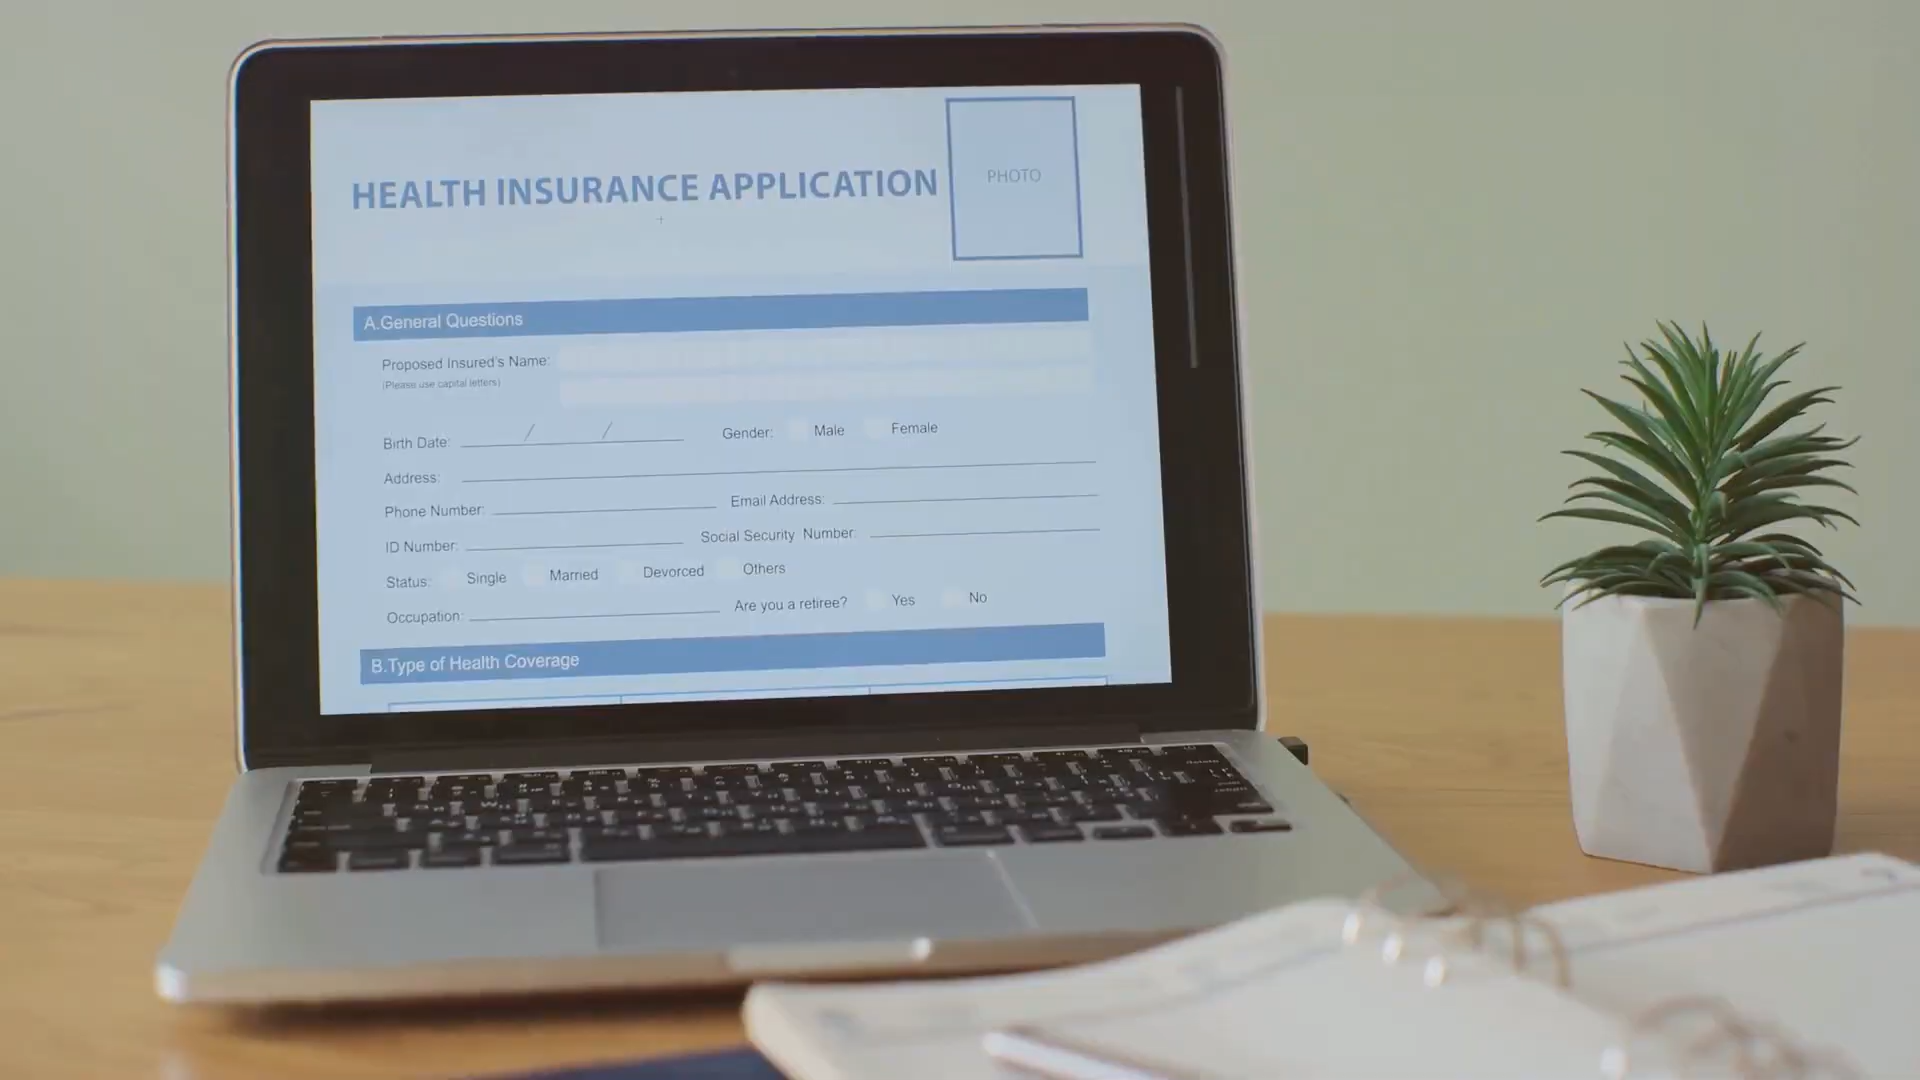 HEALTH INSURANCE APPLICATION
PHOTO
A.General Questions
Proposed Insured's Name:
(Please use capital letters)
Birth Date: / / Gender: Male Female
Address:
Phone Number: Email Address:
ID Number: Social Security Number:
Status: Single Married Devorced Others
Occupation: Are you a retiree? Yes No
B.Type of Health Coverage